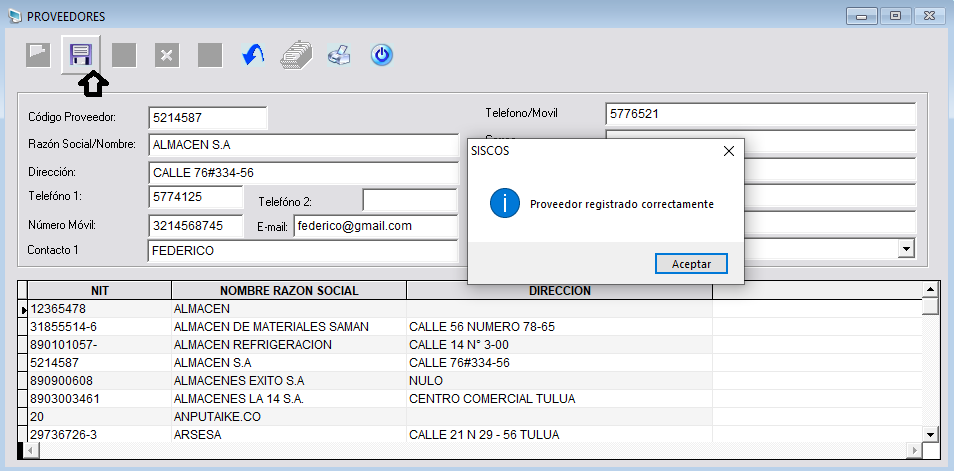 PROVEEDORES
Código Proveedor: 5214587
Telefono/Movil 5776521
Razón Social/Nombre: ALMACEN S.A
Dirección: CALLE 76#334-56
Telefóno 1: 5774125 Telefóno 2:
Número Móvil: 3214568745 E-mail: federico@gmail.com
Contacto 1 FEDERICO
SISCOS
Proveedor registrado correctamente
Aceptar
NIT NOMBRE RAZON SOCIAL DIRECCION
12365478 ALMACEN
31855514-6 ALMACEN DE MATERIALES SAMAN CALLE 56 NUMERO 78-65
890101057- ALMACEN REFRIGERACION CALLE 14 N° 3-00
5214587 ALMACEN S.A CALLE 76#334-56
890900608 ALMACENES EXITO S.A NULO
8903003461 ALMACENES LA 14 S.A. CENTRO COMERCIAL TULUA
20 ANPUTAIKE.CO
29736726-3 ARSESA CALLE 21 N 29 - 56 TULUA